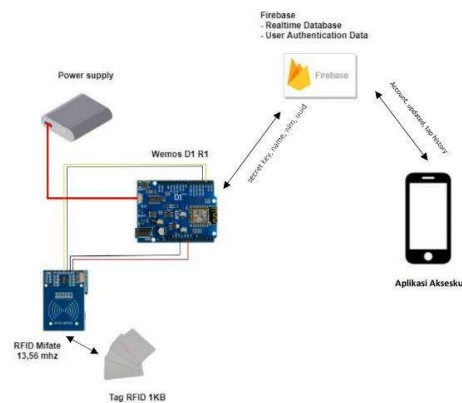 Firebase
- Realtime Database
- User Authentication Data
Firebase
Power supply
Wemos D1 R1
D1
secret key, name, nim, uuid
Account, updated, tap history
Aplikasi Aksesku
RFID Mifate
13,56 mhz
Tag RFID 1KB